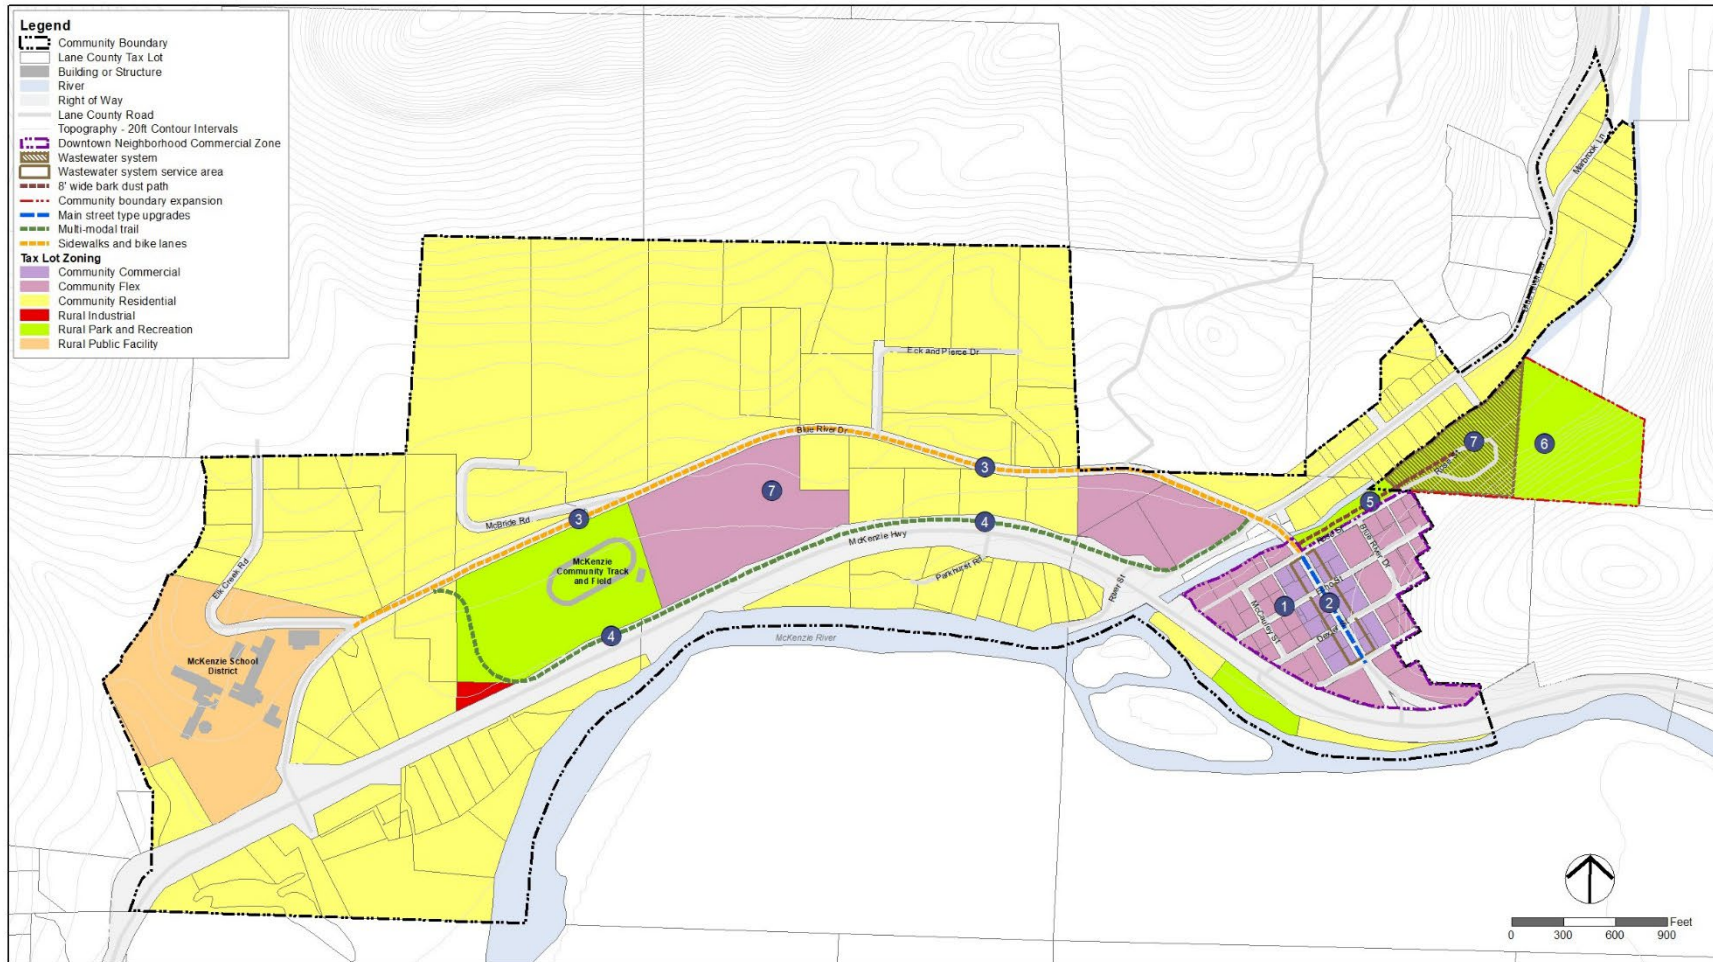 Legend
Community Boundary
Lane County Tax Lot
Building or Structure
River
Right of Way
Lane County Road
Topography - 20ft Contour Intervals
Downtown Neighborhood Commercial Zone
Wastewater system
Wastewater system service area
8' wide bark dust path
Community boundary expansion
Main street type upgrades
Multi-modal trail
Sidewalks and bike lanes
Tax Lot Zoning
Community Commercial
Community Flex
Community Residential
Rural Industrial
Rural Park and Recreation
Rural Public Facility
Marbrook Ln
Eck and Pierce Dr
Blue River Dr
3
7
6
7
5
3
4
McBride Rd
McKenzie Hwy
McKenzie
Community Track
and Field
Elk Creek Rd
Parkhurst Rd
River St
Blue River Dr
1
2
McCauley St
4
McKenzie River
McKenzie School
District
Feet
0 300 600 900